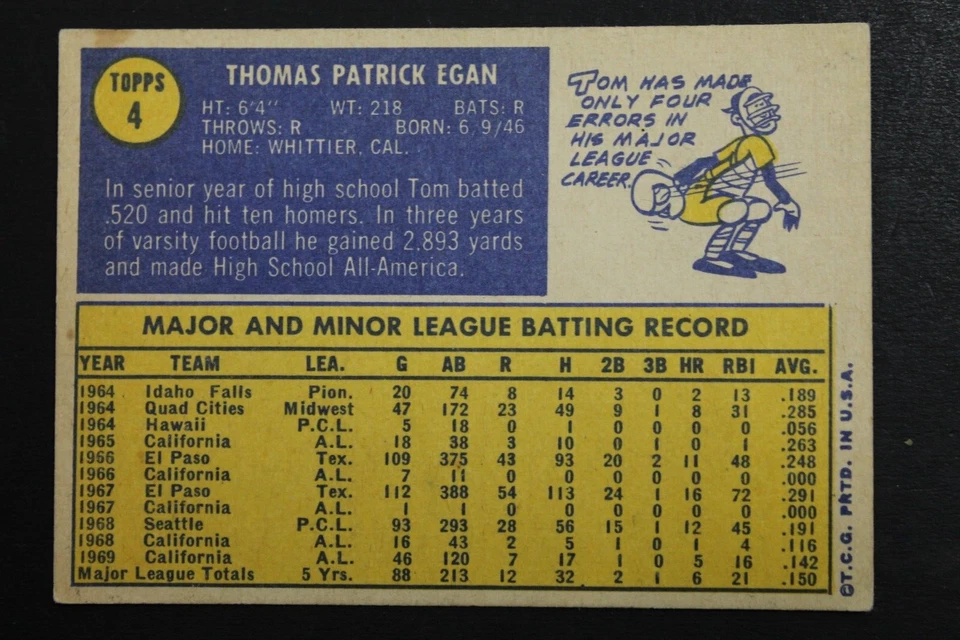 TOPPS
4
THOMAS PATRICK EGAN
HT: 6'4" WT: 218 BATS: R
THROWS: R BORN: 6/9/46
HOME: WHITTIER, CAL.
In senior year of high school Tom batted
.520 and hit ten homers. In three years
of varsity football he gained 2,893 yards
and made High School All-America.
TOM HAS MADE
ONLY FOUR
ERRORS IN
HIS MAJOR
LEAGUE
CAREER.
MAJOR AND MINOR LEAGUE BATTING RECORD
YEAR TEAM LEA. G AB R H 2B 3B HR RBI AVG.
1964 Idaho Falls Pion. 20 74 8 14 3 0 2 13 .189
1964 Quad Cities Midwest 47 172 23 49 9 1 8 31 .285
1964 Hawaii P.C.L. 5 18 0 1 0 0 0 0 .056
1965 California A.L. 18 38 3 10 0 1 0 1 .263
1966 El Paso Tex. 109 375 43 93 20 2 11 48 .248
1966 California A.L. 7 11 0 0 0 0 0 0 .000
1967 El Paso Tex. 112 388 54 113 24 1 16 72 .291
1967 California A.L. 1 1 0 0 0 0 0 0 .000
1968 Seattle P.C.L. 93 293 28 56 15 1 12 45 .191
1968 California A.L. 16 43 2 5 1 0 1 4 .116
1969 California A.L. 46 120 7 17 1 0 5 16 .142
Major League Totals 5 Yrs. 88 213 12 32 2 1 6 21 .150
©T.C.G. PRTD. IN U.S.A.